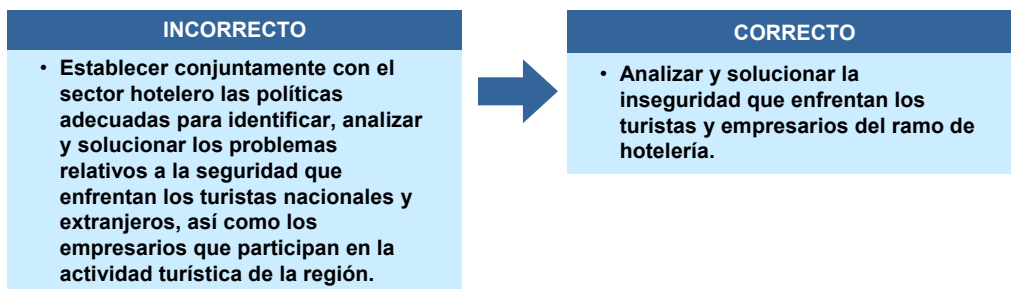 INCORRECTO
• Establecer conjuntamente con el
sector hotelero las políticas
adecuadas para identificar, analizar
y solucionar los problemas
relativos a la seguridad que
enfrentan los turistas nacionales y
extranjeros, así como los
empresarios que participan en la
actividad turística de la región.
CORRECTO
• Analizar y solucionar la
inseguridad que enfrentan los
turistas y empresarios del ramo de
hotelería.